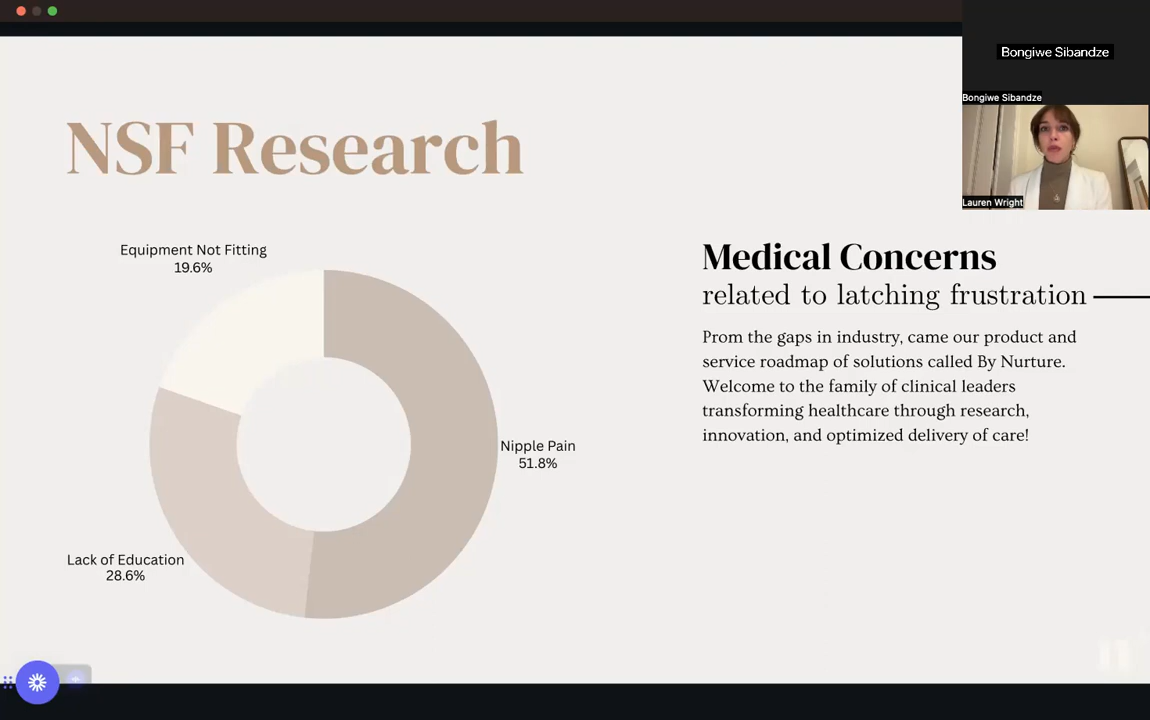 Bongiwe Sibandze
Bongiwe Sibandze
Lauren Wright
NSF Research
Equipment Not Fitting
19.6%
Nipple Pain
51.8%
Lack of Education
28.6%
Medical Concerns
related to latching frustration
Prom the gaps in industry, came our product and
service roadmap of solutions called By Nurture.
Welcome to the family of clinical leaders
transforming healthcare through research,
innovation, and optimized delivery of care!